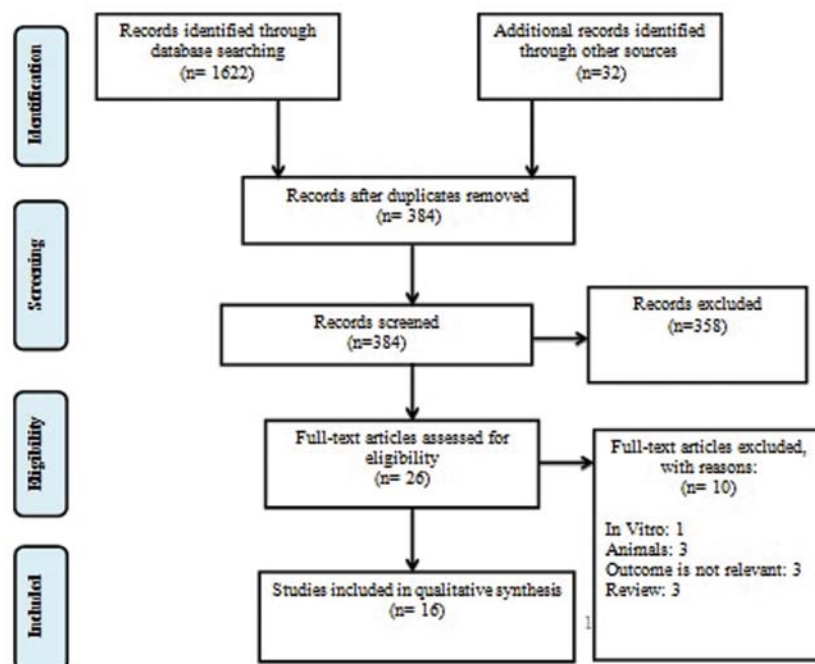 Identification
Records identified through
database searching
(n= 1622)
Additional records identified
through other sources
(n=32)
Records after duplicates removed
(n= 384)
Screening
Records screened
(n=384)
Records excluded
(n=358)
Eligibility
Full-text articles assessed for
eligibility
(n= 26)
Full-text articles excluded,
with reasons:
(n= 10)
In Vitro: 1
Animals: 3
Outcome is not relevant: 3
Review: 3
Included
Studies included in qualitative synthesis
(n= 16)
1